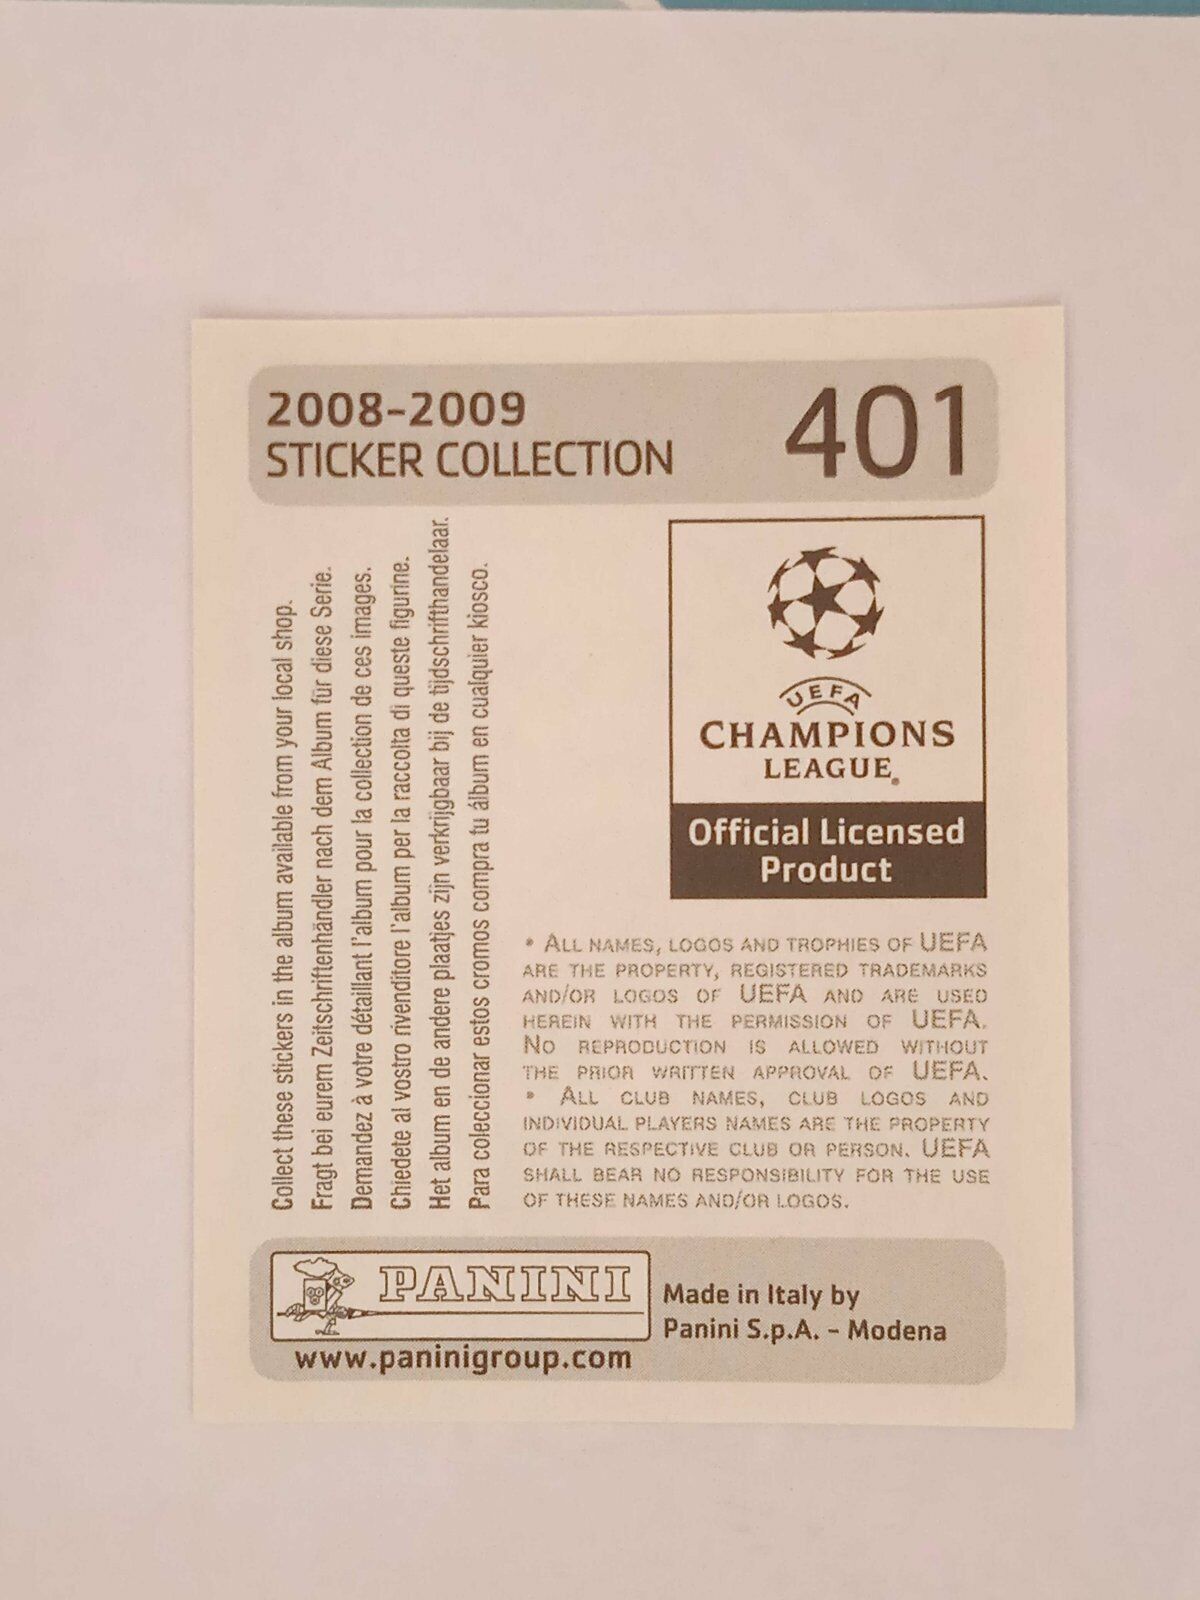 2008-2009
STICKER COLLECTION
401
Collect these stickers in the album available from your local shop.
Fragt bei eurem Zeitschriftenhändler nach dem Album für diese Serie.
Demandez à votre détaillant l'album pour la collection de ces images.
Chiedete al vostro rivenditore l'album per la raccolta di queste figurine.
Het album en de andere plaatjes zijn verkrijgbaar bij de tijdschrifthandelaar.
Para coleccionar estos cromos compra tu álbum en cualquier kiosco.
UEFA
CHAMPIONS
LEAGUE®
Official Licensed
Product
• ALL NAMES, LOGOS AND TROPHIES OF UEFA
ARE THE PROPERTY, REGISTERED TRADEMARKS
AND/OR LOGOS OF UEFA AND ARE USED
HEREIN WITH THE PERMISSION OF UEFA.
NO REPRODUCTION IS ALLOWED WITHOUT
THE PRIOR WRITTEN APPROVAL OF UEFA.
• ALL CLUB NAMES, CLUB LOGOS AND
INDIVIDUAL PLAYERS NAMES ARE THE PROPERTY
OF THE RESPECTIVE CLUB OR PERSON. UEFA
SHALL BEAR NO RESPONSIBILITY FOR THE USE
OF THESE NAMES AND/OR LOGOS.
PANINI
www.paninigroup.com
Made in Italy by
Panini S.p.A. - Modena